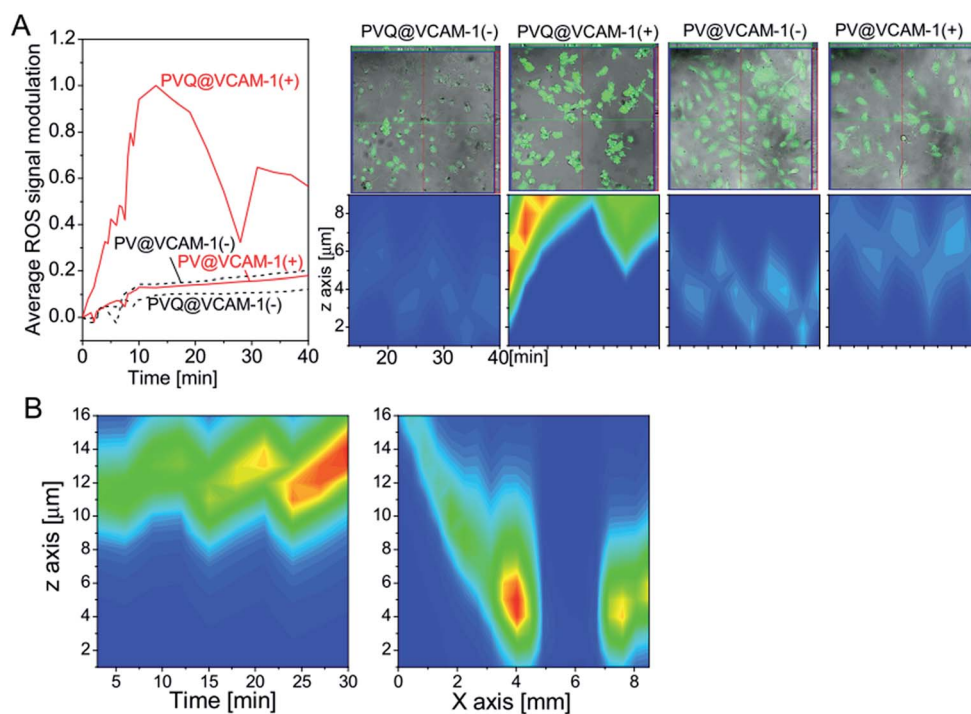 A
PVQ@VCAM-1(-)
PVQ@VCAM-1(+)
PV@VCAM-1(-)
PV@VCAM-1(+)
Average ROS signal modulation
1.2
1.0
0.8
0.6
0.4
0.2
0.0
PVQ@VCAM-1(+)
PV@VCAM-1(-)
PV@VCAM-1(+)
PVQ@VCAM-1(-)
0 10 20 30 40
Time [min]
z axis [μm]
8
6
4
2
20 30 40[min]
B
z axis [μm]
16
14
12
10
8
6
4
2
5 10 15 20 25 30
Time [min]
16
14
12
10
8
6
4
2
0 2 4 6 8
X axis [mm]